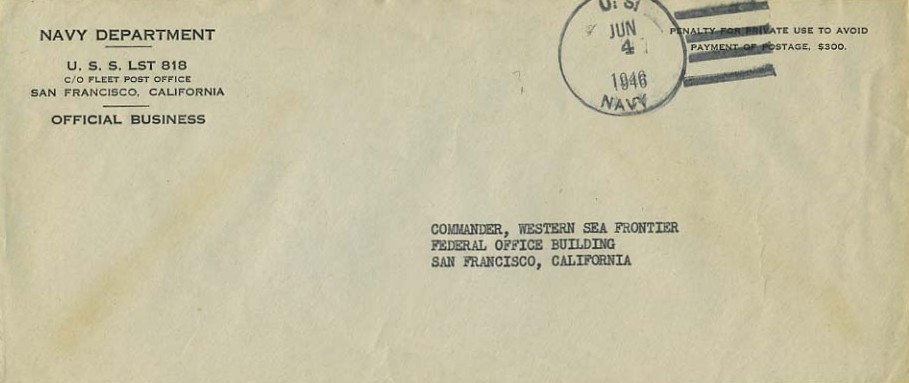 NAVY DEPARTMENT
U. S. S. LST 818
C/O FLEET POST OFFICE
SAN FRANCISCO, CALIFORNIA
OFFICIAL BUSINESS
U. S.
JUN
4
1946
NAVY
PENALTY FOR PRIVATE USE TO AVOID
PAYMENT OF POSTAGE, $300.
COMMANDER, WESTERN SEA FRONTIER
FEDERAL OFFICE BUILDING
SAN FRANCISCO, CALIFORNIA